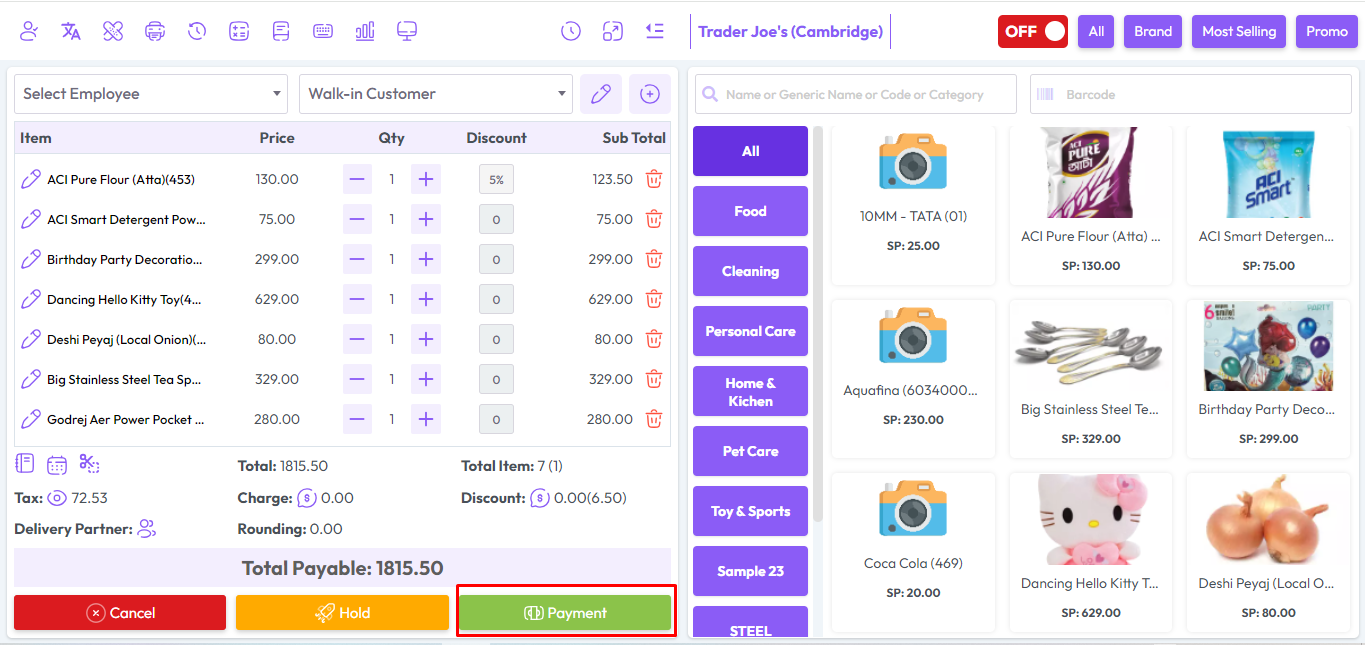 Trader Joe's (Cambridge)
OFF
All
Brand
Most Selling
Promo
Select Employee
Walk-in Customer
Item Price Qty Discount Sub Total
ACI Pure Flour (Atta)(453) 130.00 1 5% 123.50
ACI Smart Detergent Pow... 75.00 1 0 75.00
Birthday Party Decoratio... 299.00 1 0 299.00
Dancing Hello Kitty Toy(4... 629.00 1 0 629.00
Deshi Peyaj (Local Onion)(... 80.00 1 0 80.00
Big Stainless Steel Tea Sp... 329.00 1 0 329.00
Godrej Aer Power Pocket ... 280.00 1 0 280.00
Total: 1815.50 Total Item: 7 (1)
Tax: 72.53 Charge: 0.00 Discount: 0.00(6.50)
Delivery Partner: Rounding: 0.00
Total Payable: 1815.50
Cancel
Hold
Payment
Name or Generic Name or Code or Category
Barcode
All
Food
Cleaning
Personal Care
Home &
Kichen
Pet Care
Toy & Sports
Sample 23
STEEL
10MM - TATA (01)
SP: 25.00
ACI
PURE
আটা
ACI Pure Flour (Atta) ...
SP: 130.00
ACI
Smart
ACI Smart Detergen...
SP: 75.00
Aquafina (6034000...
SP: 230.00
Big Stainless Steel Te...
SP: 329.00
6
smile!
PARTY
Birthday Party Deco...
SP: 299.00
Coca Cola (469)
SP: 20.00
Dancing Hello Kitty T...
SP: 629.00
Deshi Peyaj (Local O...
SP: 80.00